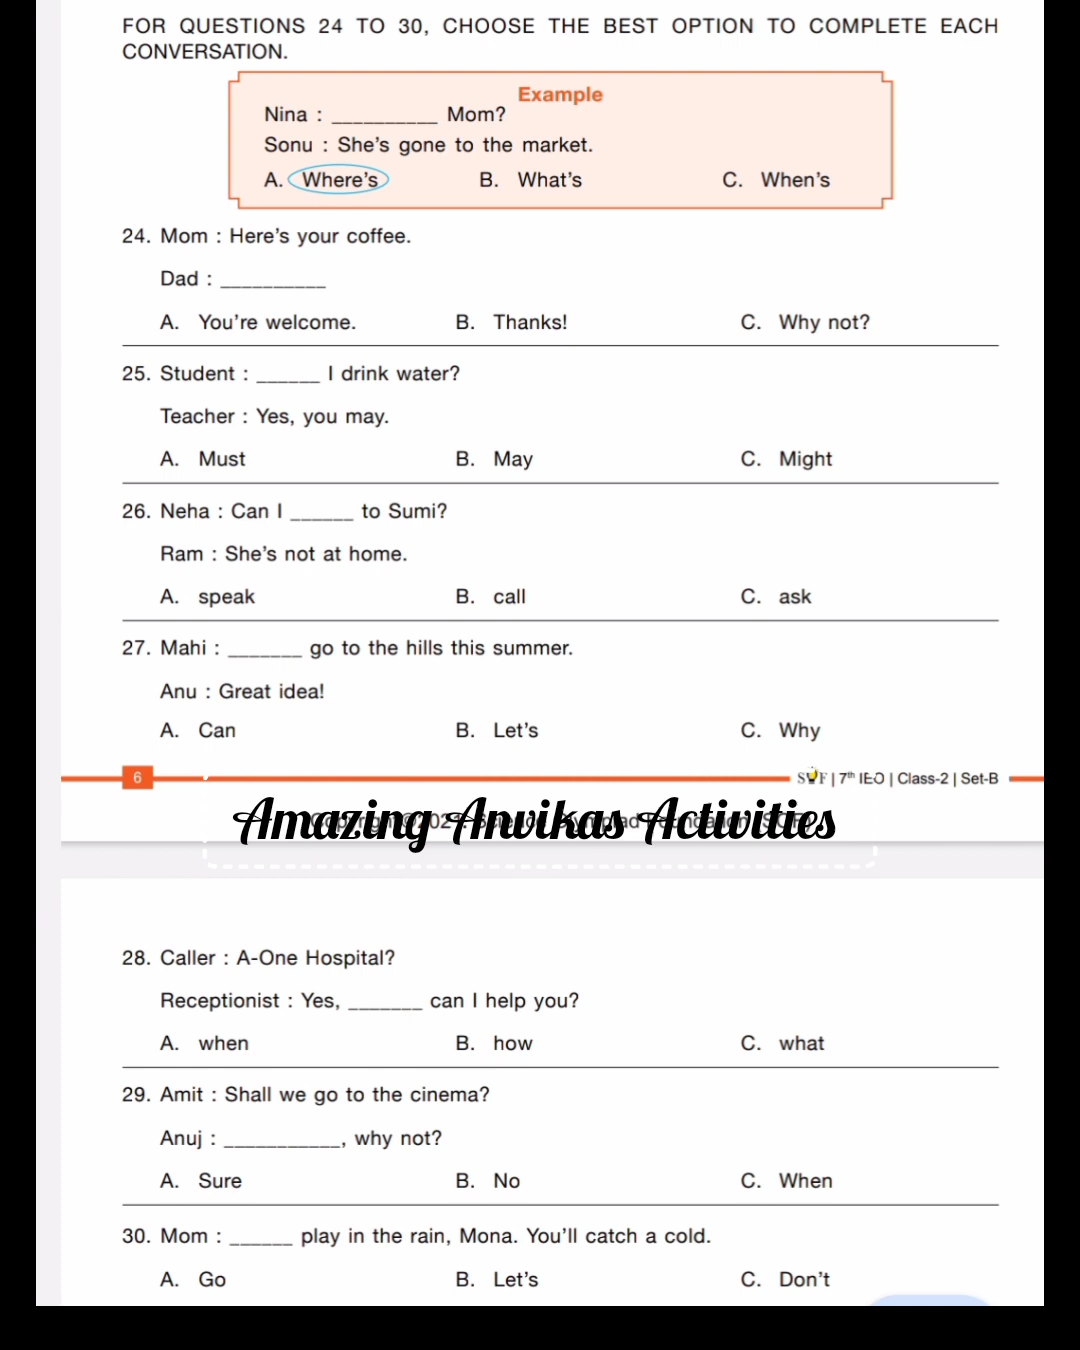 FOR QUESTIONS 24 TO 30, CHOOSE THE BEST OPTION TO COMPLETE EACH
CONVERSATION.
Example
Nina : __________ Mom?
Sonu : She's gone to the market.
A. Where's B. What's C. When's
24. Mom : Here's your coffee.
Dad : __________
A. You're welcome. B. Thanks! C. Why not?
25. Student : ______ I drink water?
Teacher : Yes, you may.
A. Must B. May C. Might
26. Neha : Can I ______ to Sumi?
Ram : She's not at home.
A. speak B. call C. ask
27. Mahi : _______ go to the hills this summer.
Anu : Great idea!
A. Can B. Let's C. Why
6 SOF | 7th IEO | Class-2 | Set-B
Amazing Anvikas Activities
28. Caller : A-One Hospital?
Receptionist : Yes, _______ can I help you?
A. when B. how C. what
29. Amit : Shall we go to the cinema?
Anuj : ___________, why not?
A. Sure B. No C. When
30. Mom : ______ play in the rain, Mona. You'll catch a cold.
A. Go B. Let's C. Don't